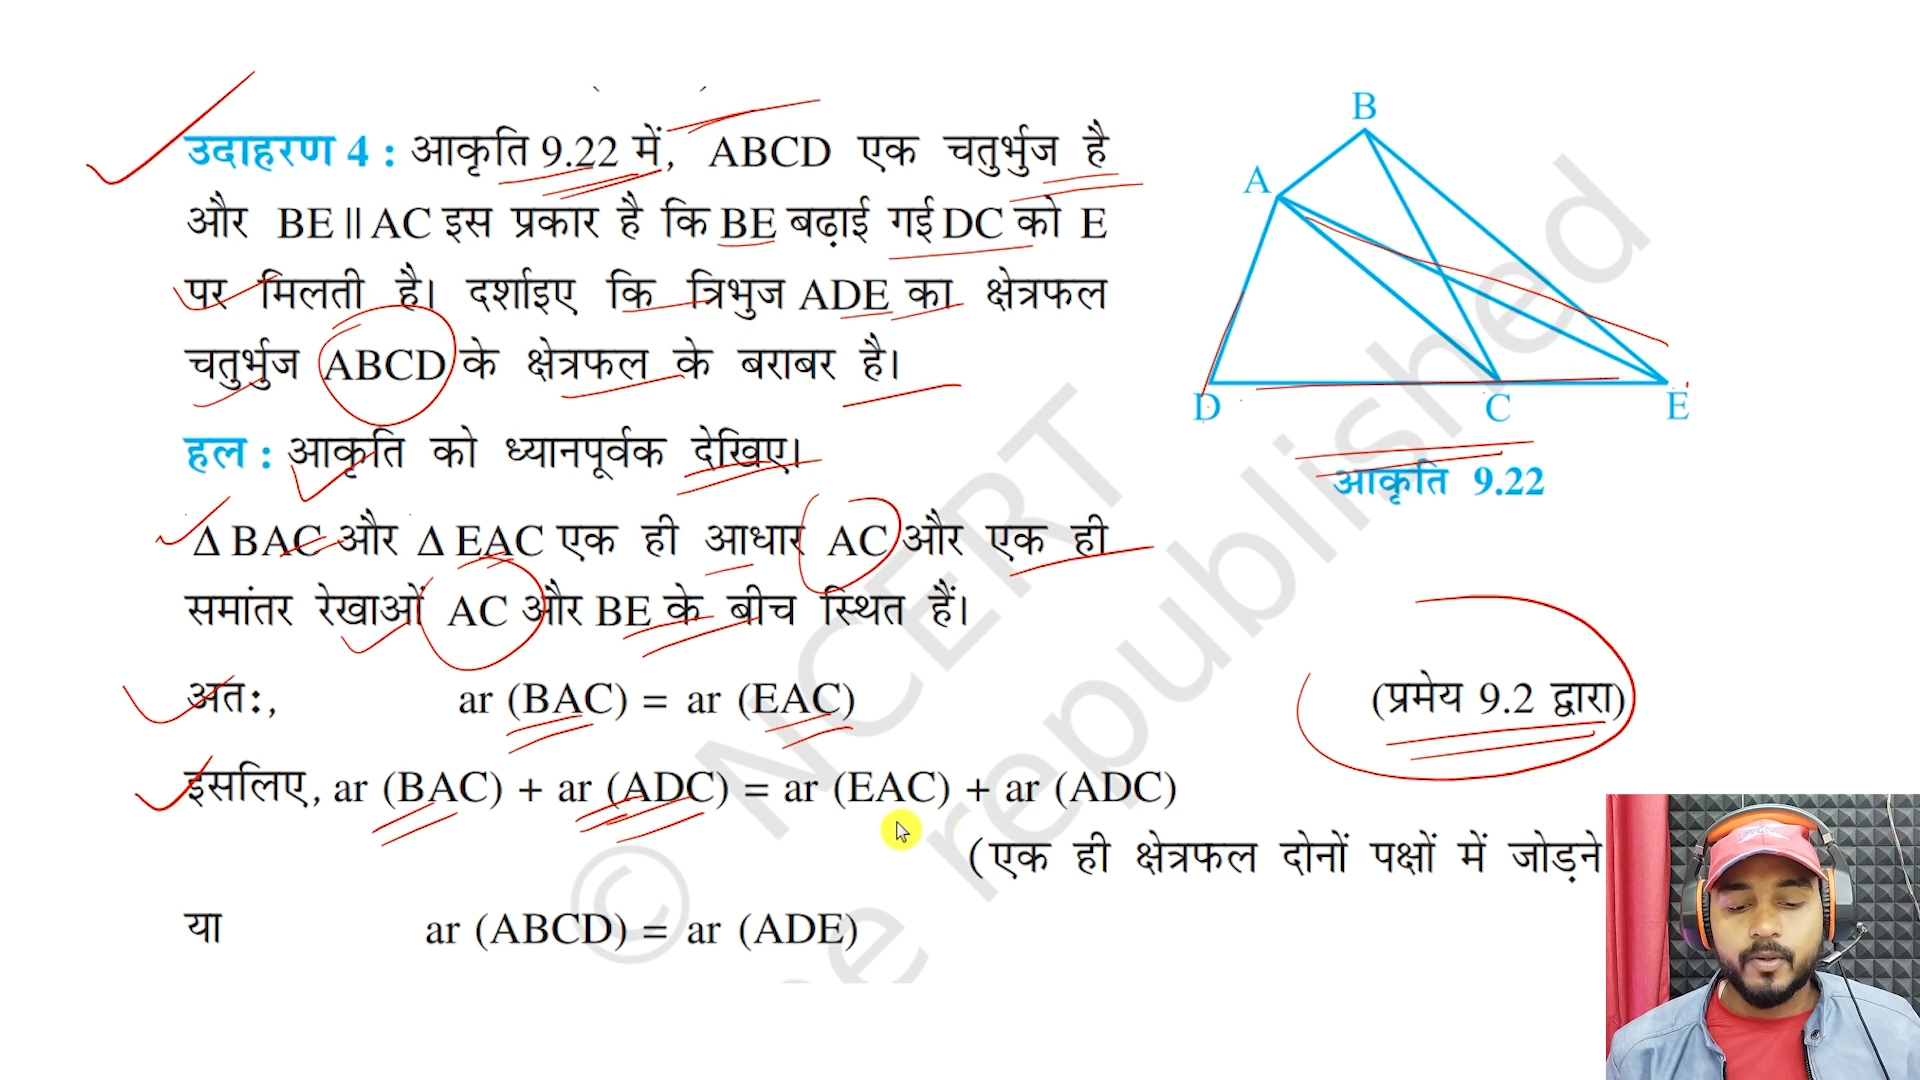 उदाहरण 4 : आकृति 9.22 में, ABCD एक चतुर्भुज है
और BE || AC इस प्रकार है कि BE बढ़ाई गई DC को E
पर मिलती है। दर्शाइए कि त्रिभुज ADE का क्षेत्रफल
चतुर्भुज ABCD के क्षेत्रफल के बराबर है।
B
A
D
C
E
आकृति 9.22
हल : आकृति को ध्यानपूर्वक देखिए।
Δ BAC और Δ EAC एक ही आधार AC और एक ही
समांतर रेखाओं AC और BE के बीच स्थित हैं।
अतः, ar (BAC) = ar (EAC) (प्रमेय 9.2 द्वारा)
इसलिए, ar (BAC) + ar (ADC) = ar (EAC) + ar (ADC)
(एक ही क्षेत्रफल दोनों पक्षों में जोड़ने
या ar (ABCD) = ar (ADE)
© NCERT
e republished